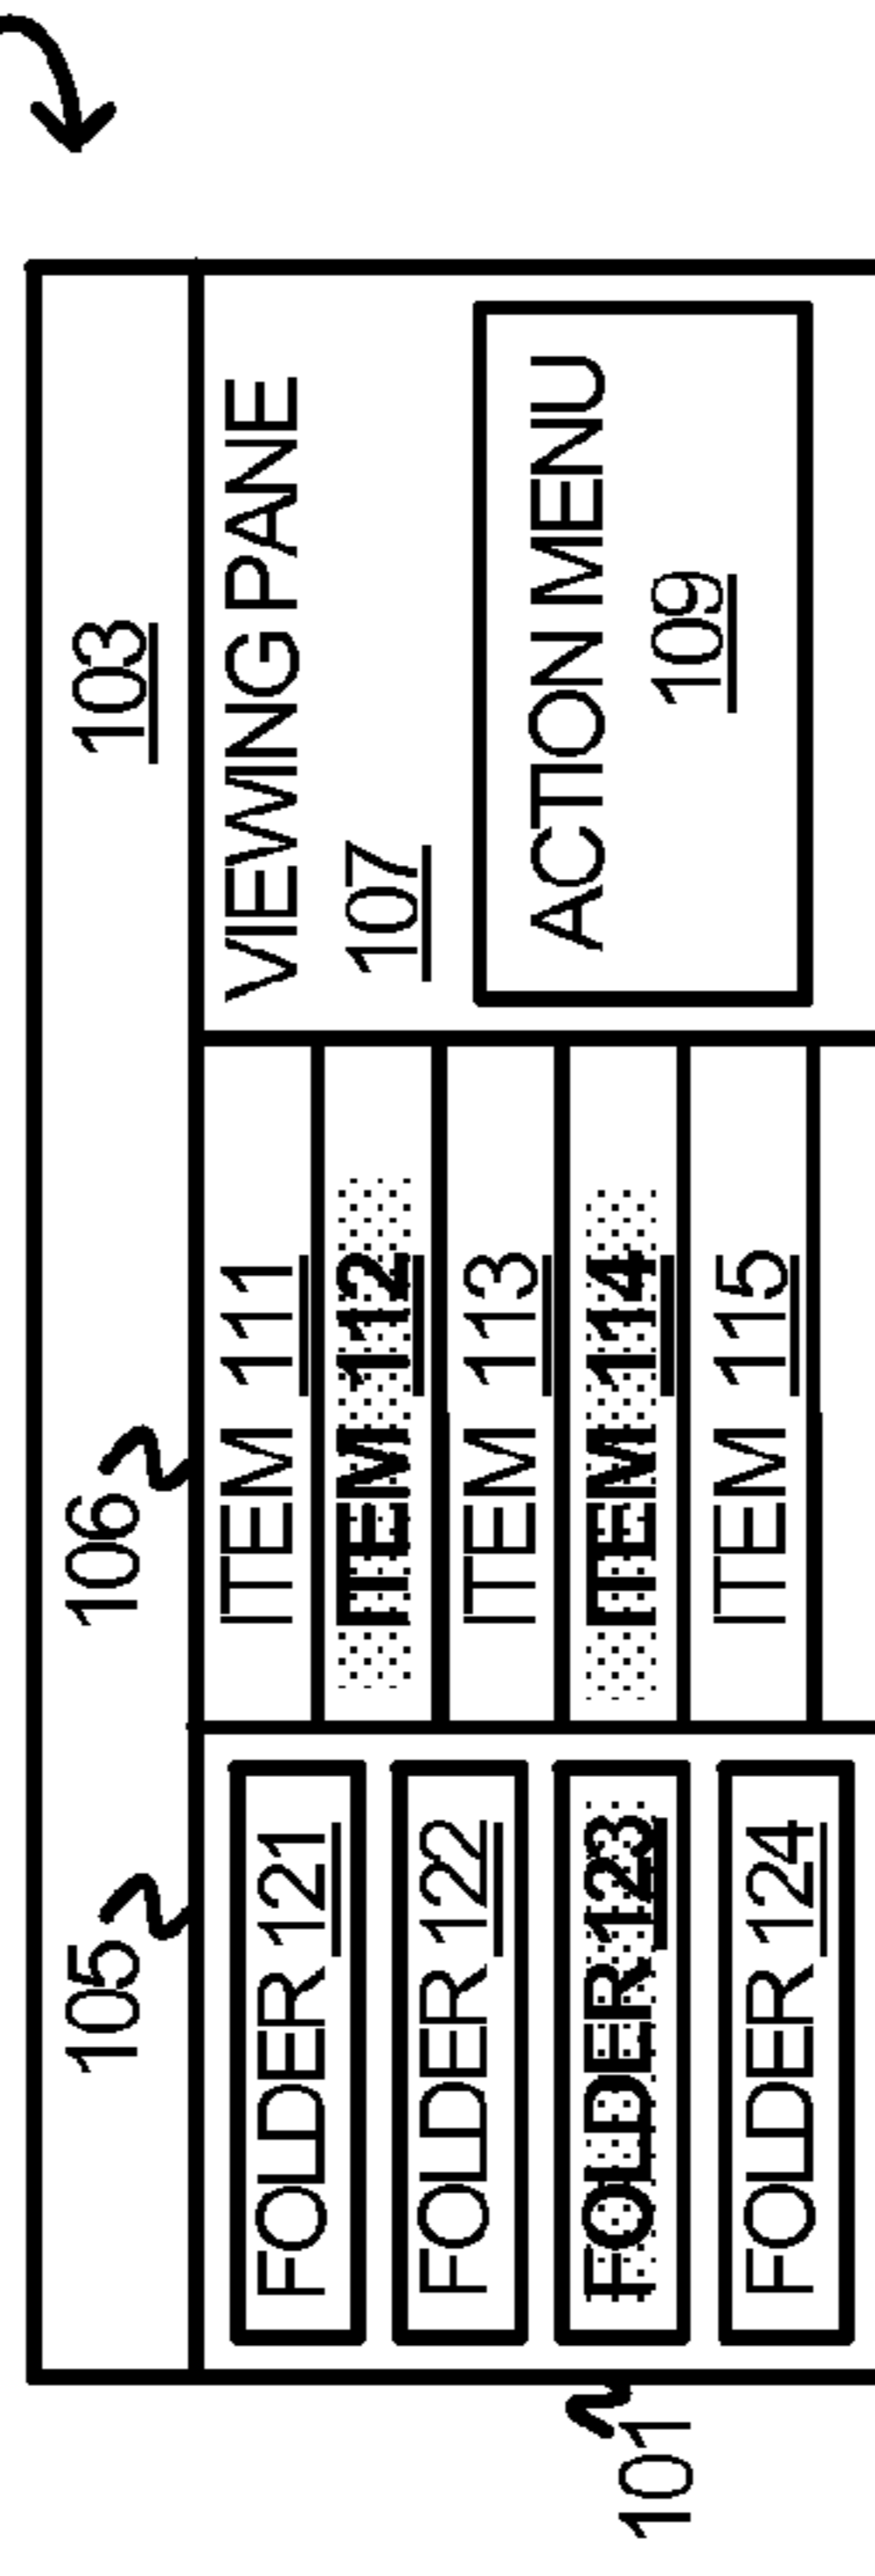 103
105
106
VIEWING PANE
107
ACTION MENU
109
ITEM 111
ITEM 112
ITEM 113
ITEM 114
ITEM 115
FOLDER 121
FOLDER 122
FOLDER 123
FOLDER 124
101